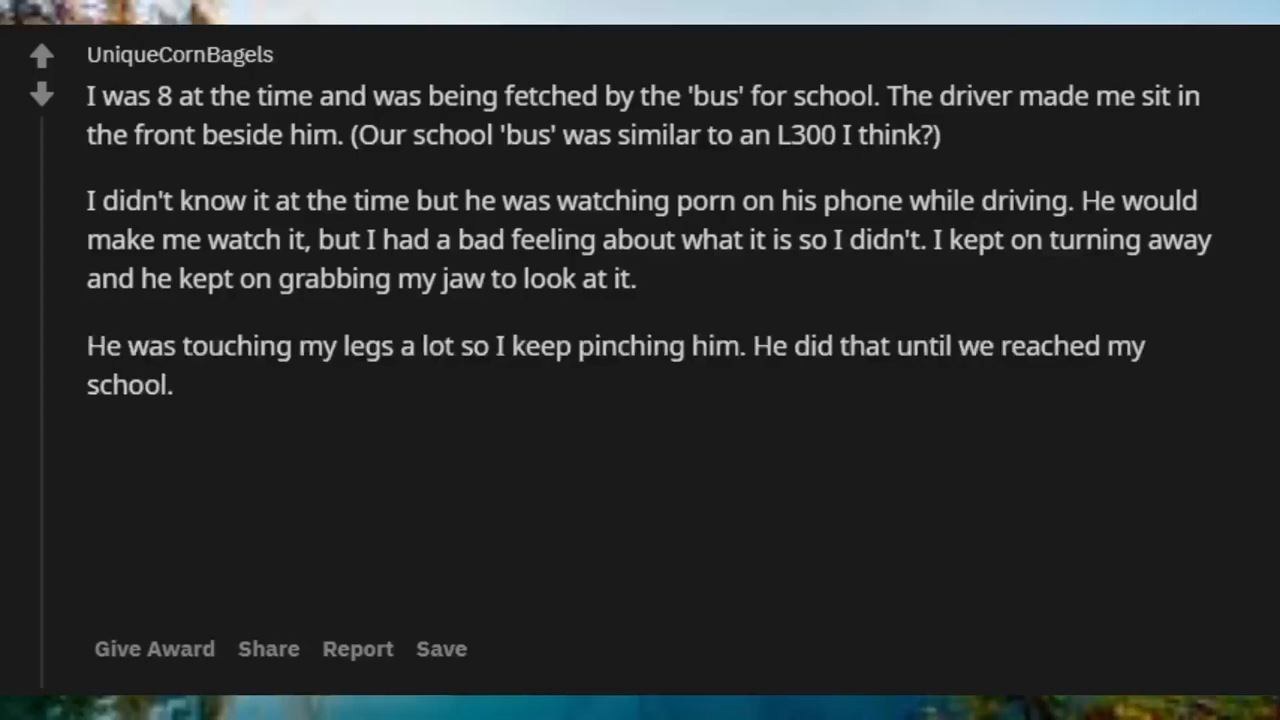 UniqueCornBagels
I was 8 at the time and was being fetched by the 'bus' for school. The driver made me sit in
the front beside him. (Our school 'bus' was similar to an L300 I think?)
I didn't know it at the time but he was watching porn on his phone while driving. He would
make me watch it, but I had a bad feeling about what it is so I didn't. I kept on turning away
and he kept on grabbing my jaw to look at it.
He was touching my legs a lot so I keep pinching him. He did that until we reached my
school.
Give Award Share Report Save